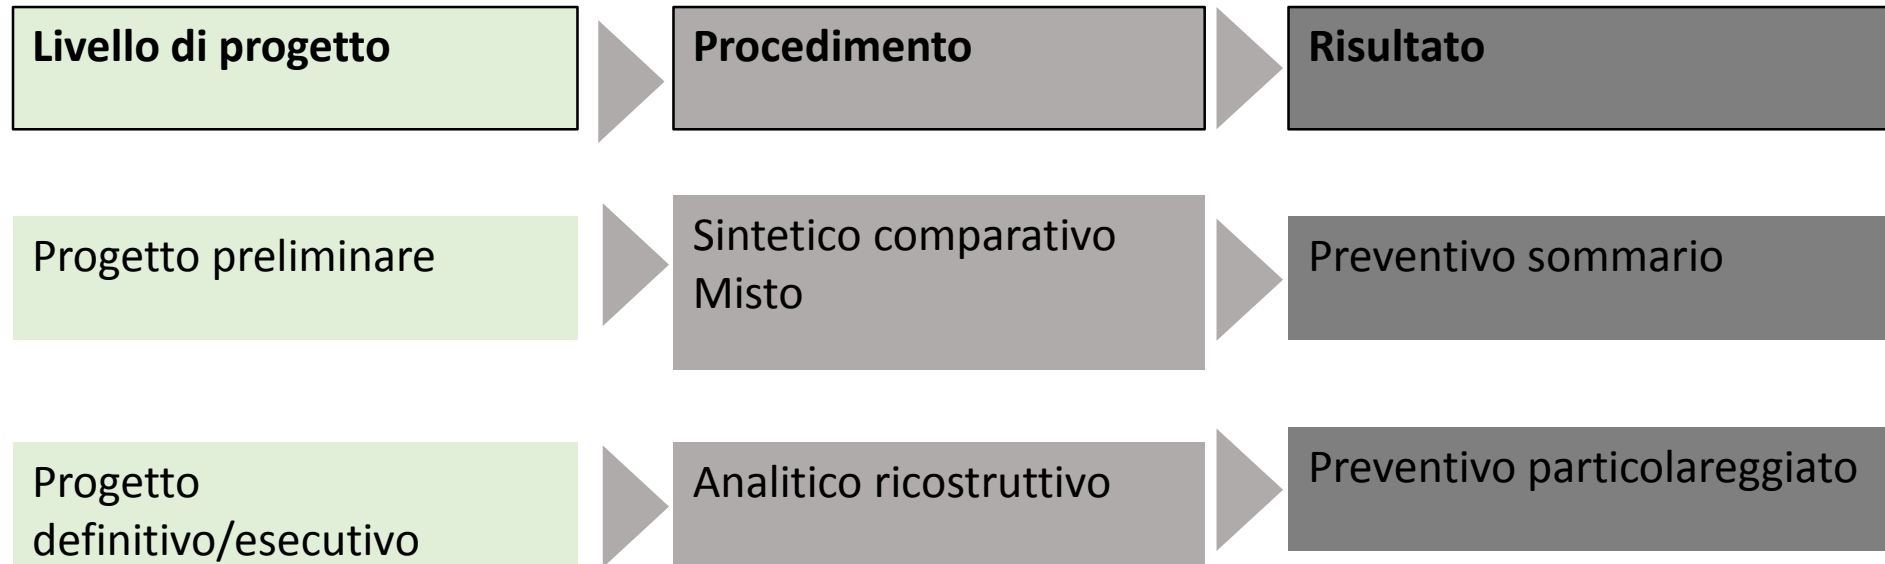 Livello di progetto
Procedimento
Risultato
Progetto preliminare
Sintetico comparativo
Misto
Preventivo sommario
Progetto
definitivo/esecutivo
Analitico ricostruttivo
Preventivo particolareggiato